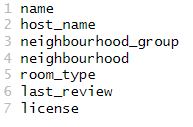 1 name
2 host_name
3 neighbourhood_group
4 neighbourhood
5 room_type
6 last_review
7 license